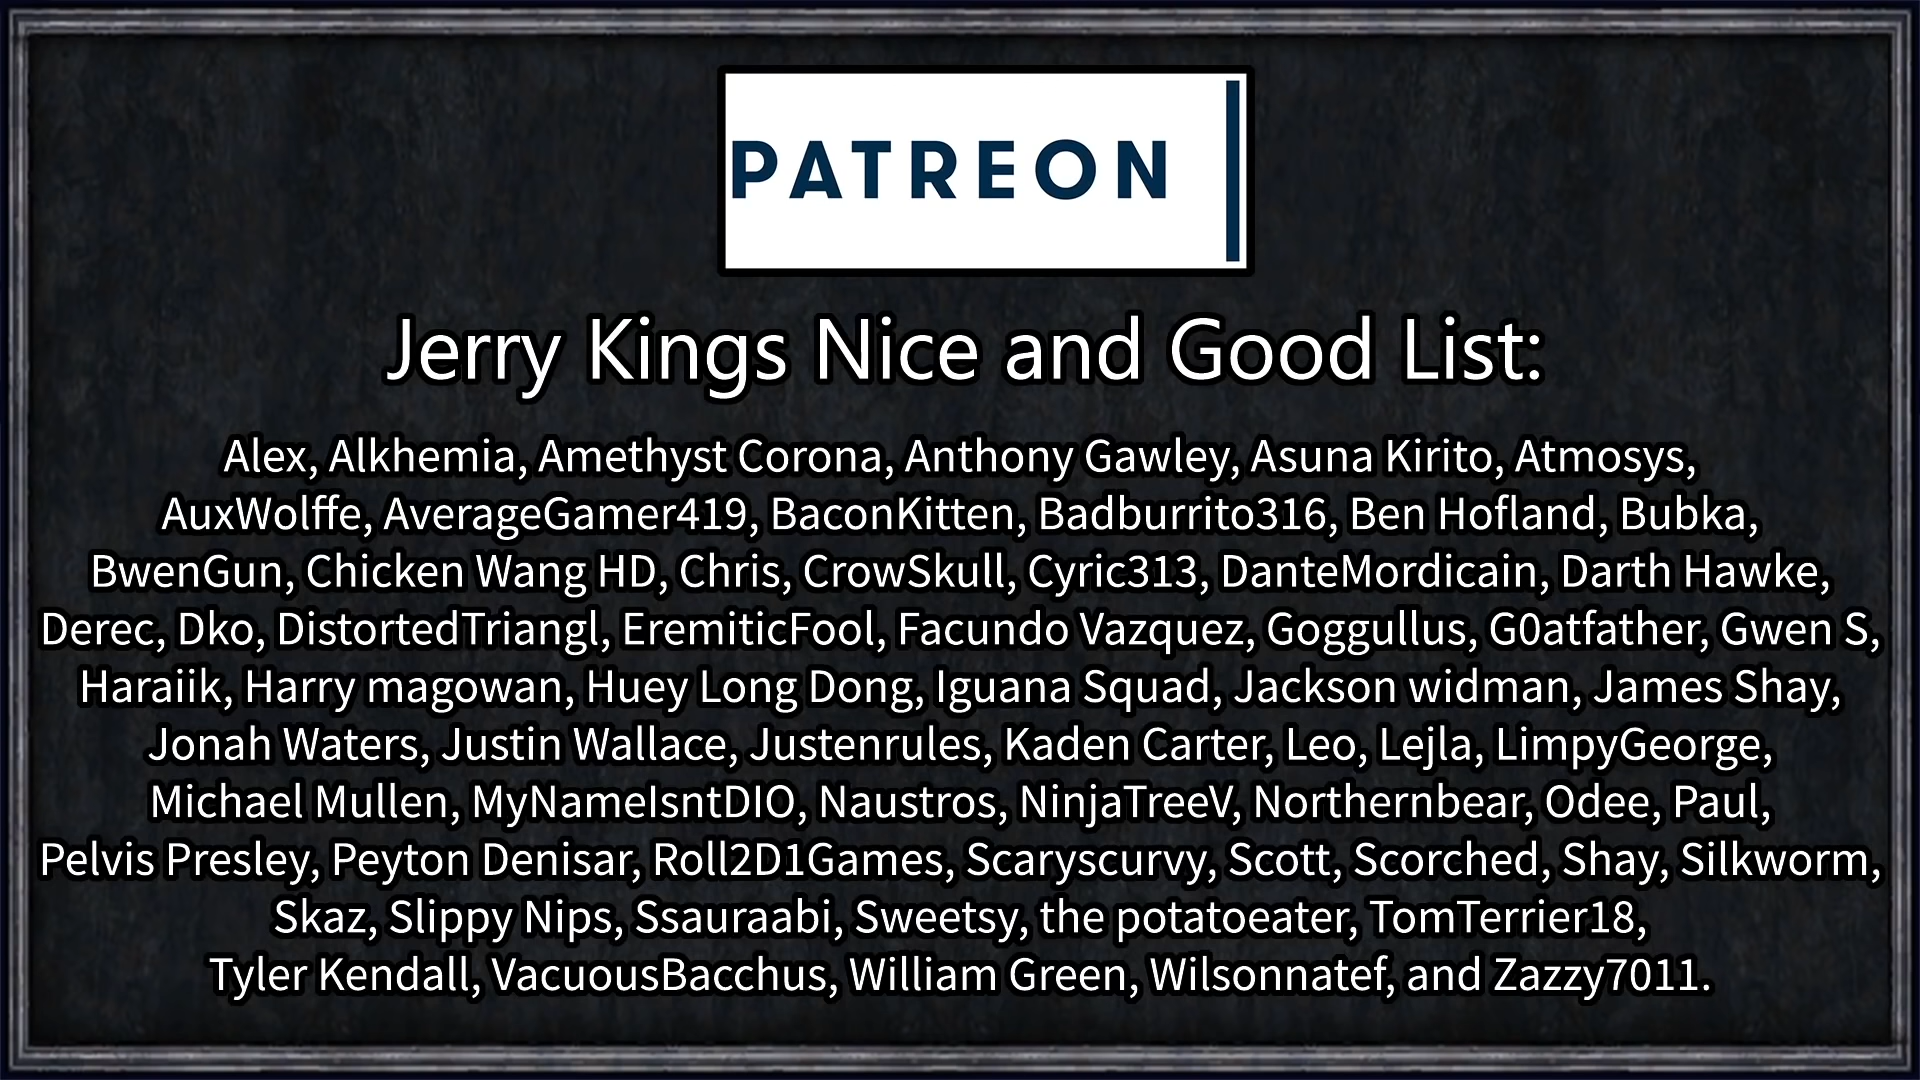 PATREON
Jerry Kings Nice and Good List:
Alex, Alkhemia, Amethyst Corona, Anthony Gawley, Asuna Kirito, Atmosys,
AuxWolffe, AverageGamer419, BaconKitten, Badburrito316, Ben Hofland, Bubka,
BwenGun, Chicken Wang HD, Chris, CrowSkull, Cyric313, DanteMordicain, Darth Hawke,
Derec, Dko, DistortedTriangl, EremiticFool, Facundo Vazquez, Goggullus, G0atfather, Gwen S,
Haraiik, Harry magowan, Huey Long Dong, Iguana Squad, Jackson widman, James Shay,
Jonah Waters, Justin Wallace, Justenrules, Kaden Carter, Leo, Lejla, LimpyGeorge,
Michael Mullen, MyNameIsntDIO, Naustros, NinjaTreeV, Northernbear, Odee, Paul,
Pelvis Presley, Peyton Denisar, Roll2D1Games, Scaryscurvy, Scott, Scorched, Shay, Silkworm,
Skaz, Slippy Nips, Ssauraabi, Sweetsy, the potatoeater, TomTerrier18,
Tyler Kendall, VacuousBacchus, William Green, Wilsonnatef, and Zazzy7011.